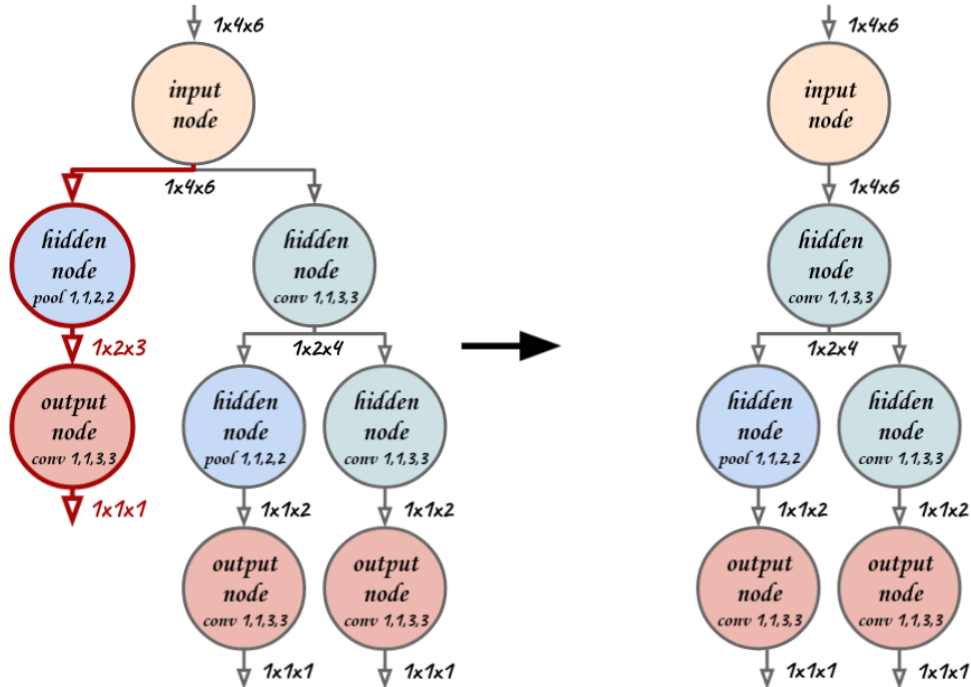 1x4x6
input
node
1x4x6
hidden
node
pool 1,1,2,2
hidden
node
conv 1,1,3,3
1x2x3
1x2x4
output
node
conv 1,1,3,3
hidden
node
pool 1,1,2,2
hidden
node
conv 1,1,3,3
1x1x1
1x1x2
1x1x2
output
node
conv 1,1,3,3
output
node
conv 1,1,3,3
1x1x1
1x1x1
1x4x6
input
node
1x4x6
hidden
node
conv 1,1,3,3
1x2x4
hidden
node
pool 1,1,2,2
hidden
node
conv 1,1,3,3
1x1x2
1x1x2
output
node
conv 1,1,3,3
output
node
conv 1,1,3,3
1x1x1
1x1x1